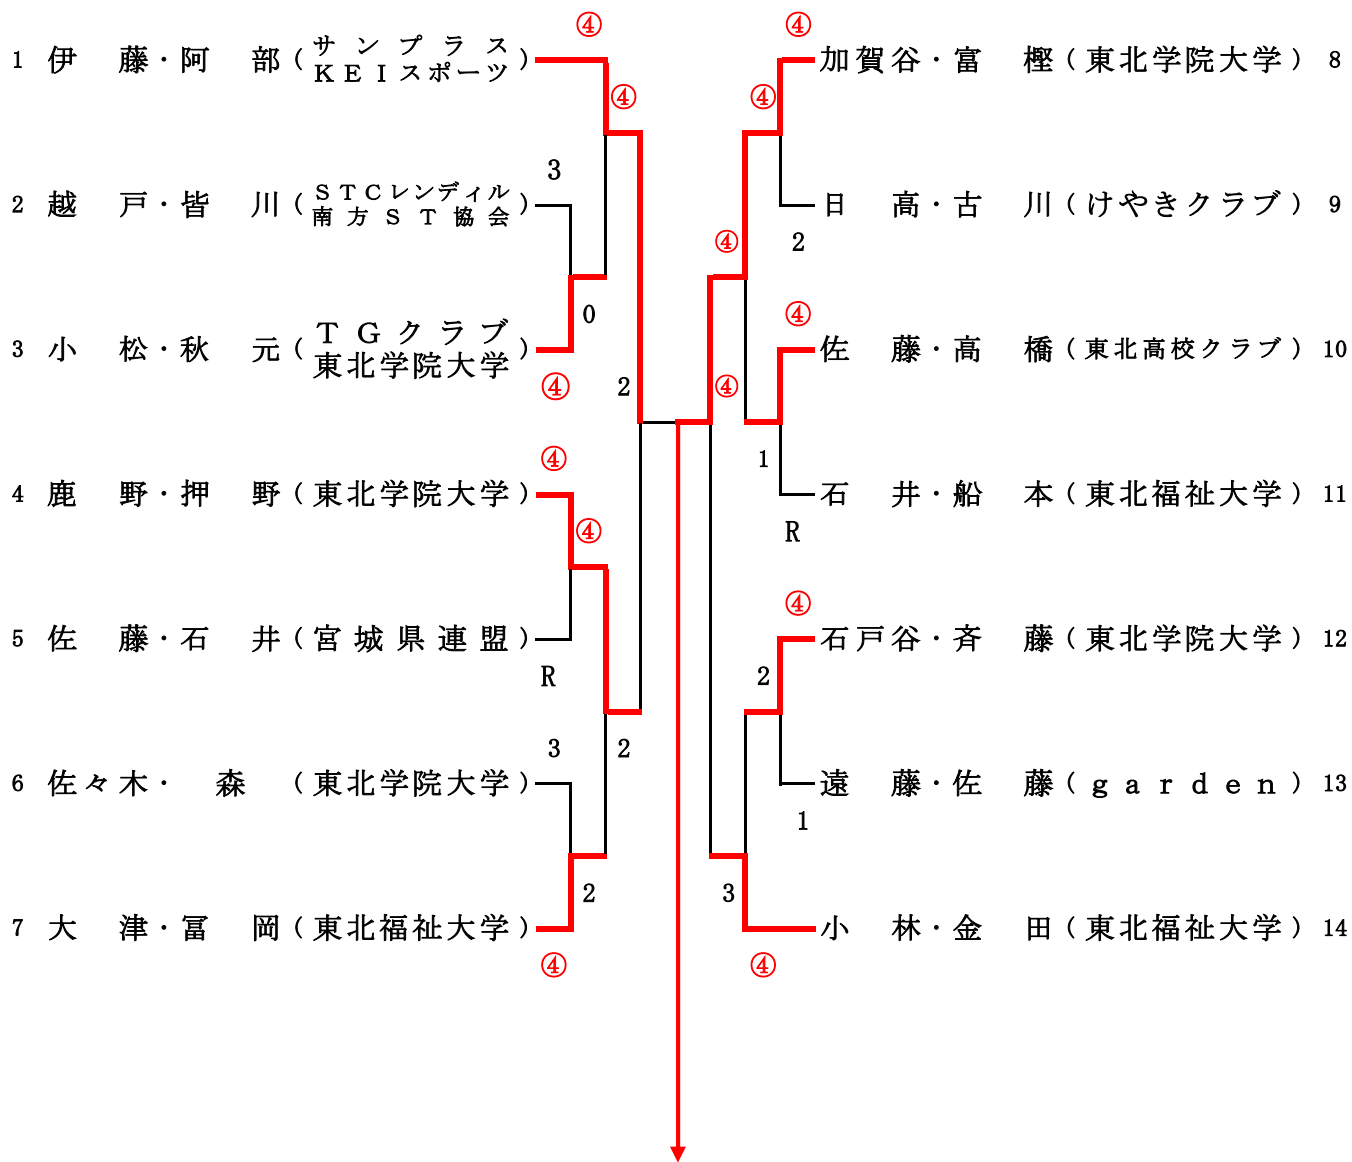 ④
④
1 伊 藤・阿 部 ( サンプラス
KEIスポーツ )
加賀谷・富 樫 ( 東北学院大学 ) 8
④
④
3
2 越 戸・皆 川 ( STCレンディル
南方ST協会 )
日 高・古 川 ( けやきクラブ ) 9
④
2
0
④
3 小 松・秋 元 ( TGクラブ
東北学院大学 )
佐 藤・高 橋 ( 東北高校クラブ ) 10
④
2
④
④
1
4 鹿 野・押 野 ( 東北学院大学 )
石 井・船 本 ( 東北福祉大学 ) 11
④
R
④
5 佐 藤・石 井 ( 宮城県連盟 )
石戸谷・斉 藤 ( 東北学院大学 ) 12
R
2
3
2
6 佐々木・ 森 ( 東北学院大学 )
遠 藤・佐 藤 ( garden ) 13
1
2
3
7 大 津・冨 岡 ( 東北福祉大学 )
小 林・金 田 ( 東北福祉大学 ) 14
④
④